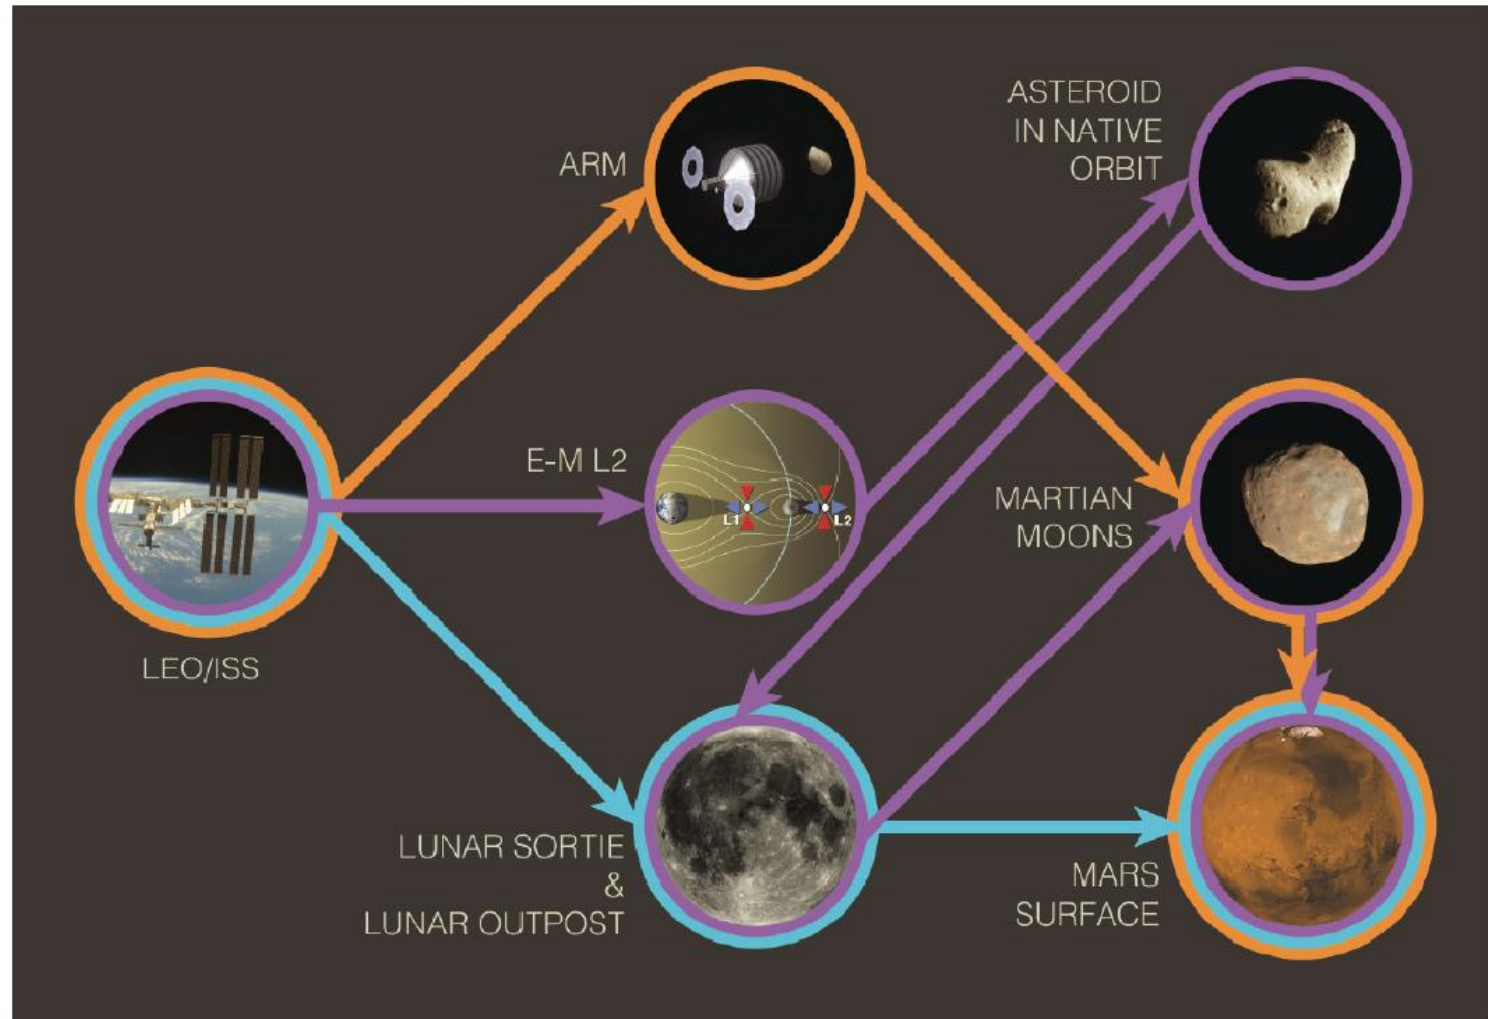 ASTEROID
IN NATIVE
ORBIT
ARM
E-M L2
L1
L2
MARTIAN
MOONS
LEO/ISS
LUNAR SORTIE
&
LUNAR OUTPOST
MARS
SURFACE